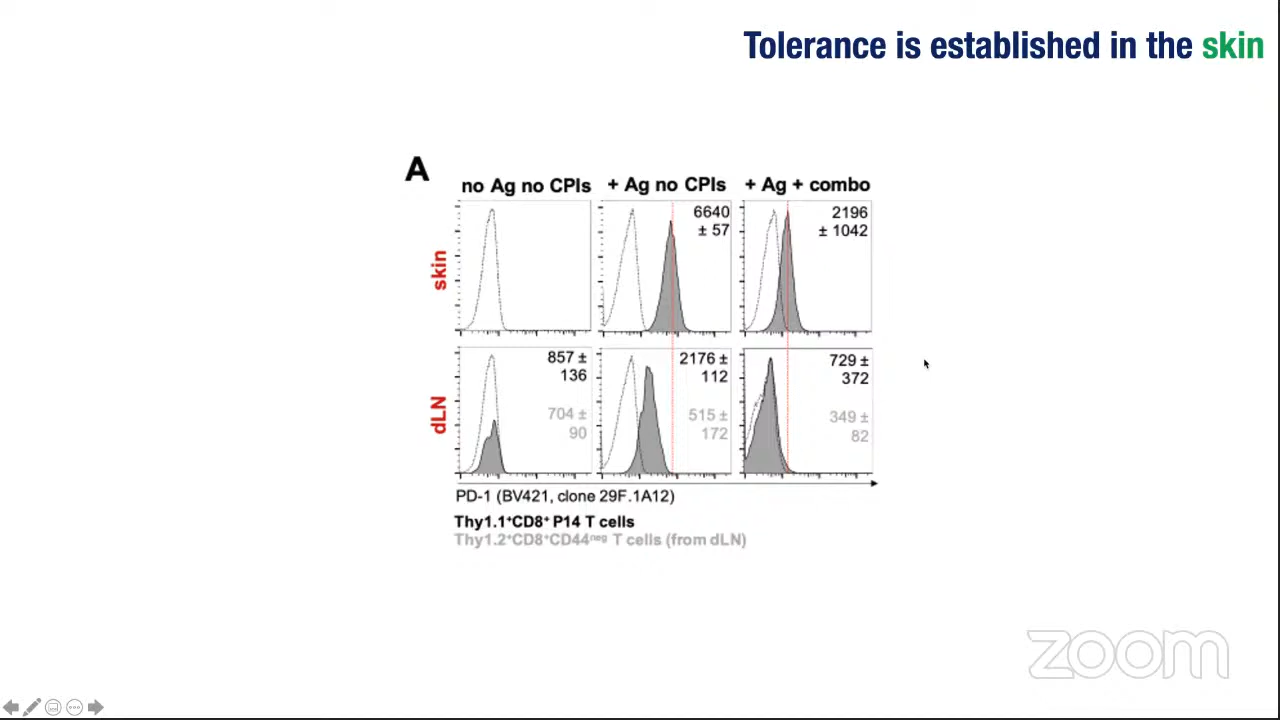 Tolerance is established in the skin
A
no Ag no CPIs
+ Ag no CPIs
+ Ag + combo
skin
6640
± 57
2196
± 1042
dLN
857 ±
136
704 ±
90
2176 ±
112
515 ±
172
729 ±
372
349 ±
82
PD-1 (BV421, clone 29F.1A12)
Thy1.1⁺CD8⁺ P14 T cells
Thy1.2⁺CD8⁺CD44ⁿᵉᵍ T cells (from dLN)
zoom